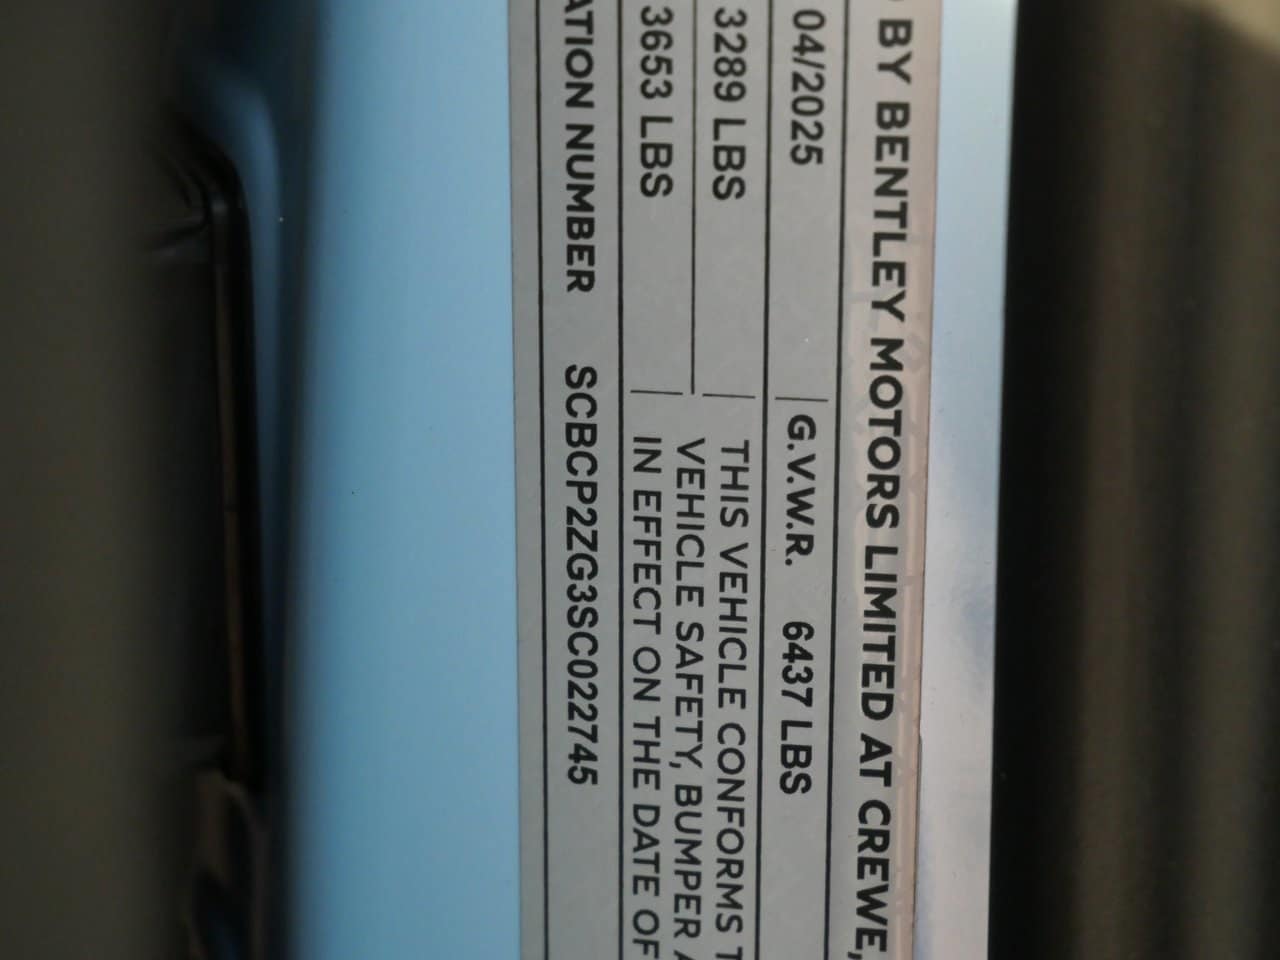 BY BENTLEY MOTORS LIMITED AT CREWE,
04/2025 G.V.W.R. 6437 LBS
3289 LBS THIS VEHICLE CONFORMS
VEHICLE SAFETY, BUMPER
3653 LBS IN EFFECT ON THE DATE OF
NUMBER SCBCP2ZG3SC022745